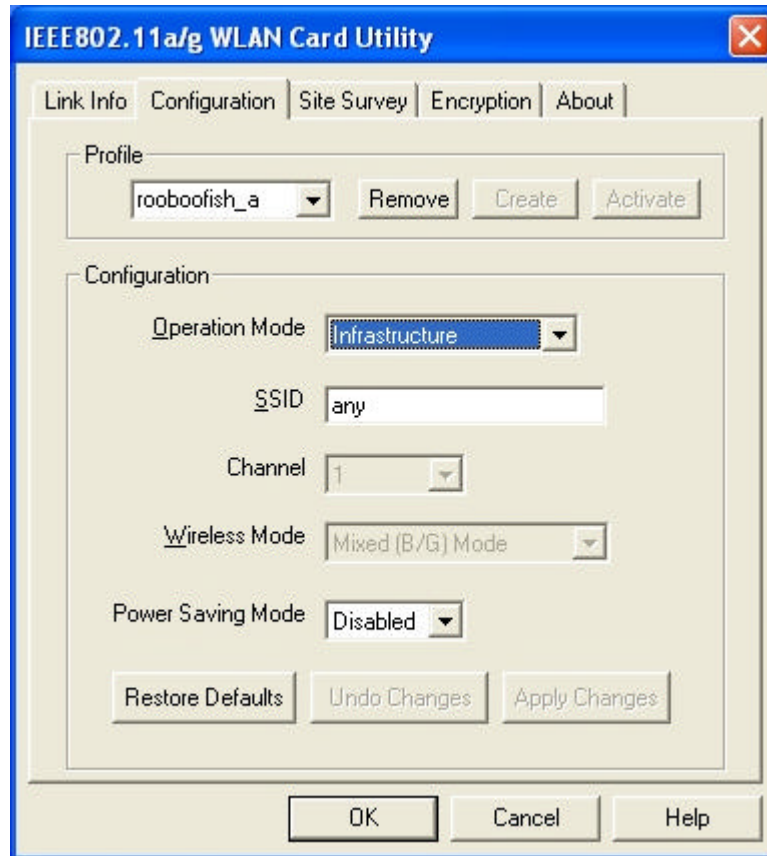 IEEE802.11a/g WLAN Card Utility
Link Info Configuration Site Survey Encryption About
Profile
rooboofish_a Remove Create Activate
Configuration
Operation Mode Infrastructure
SSID any
Channel 1
Wireless Mode Mixed (B/G) Mode
Power Saving Mode Disabled
Restore Defaults Undo Changes Apply Changes
OK Cancel Help